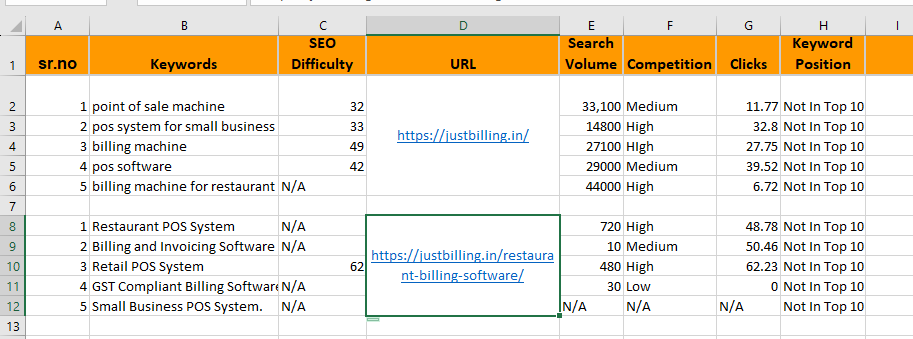 A B C D E F G H I
1 sr.no Keywords SEO Difficulty URL Search Volume Competition Clicks Keyword Position
2 1 point of sale machine 32 33,100 Medium 11.77 Not In Top 10
3 2 pos system for small business 33 https://justbilling.in/ 14800 HIgh 32.8 Not In Top 10
4 3 billing machine 49 27100 HIgh 27.75 Not In Top 10
5 4 pos software 42 29000 Medium 39.52 Not In Top 10
6 5 billing machine for restaurant N/A 44000 HIgh 6.72 Not In Top 10
7
8 1 Restaurant POS System N/A 720 High 48.78 Not In Top 10
9 2 Billing and Invoicing Software N/A https://justbilling.in/restaura 10 Medium 50.46 Not In Top 10
10 3 Retail POS System 62 nt-billing-software/ 480 High 62.23 Not In Top 10
11 4 GST Compliant Billing Softwar N/A 30 Low 0 Not In Top 10
12 5 Small Business POS System. N/A N/A N/A N/A Not In Top 10
13